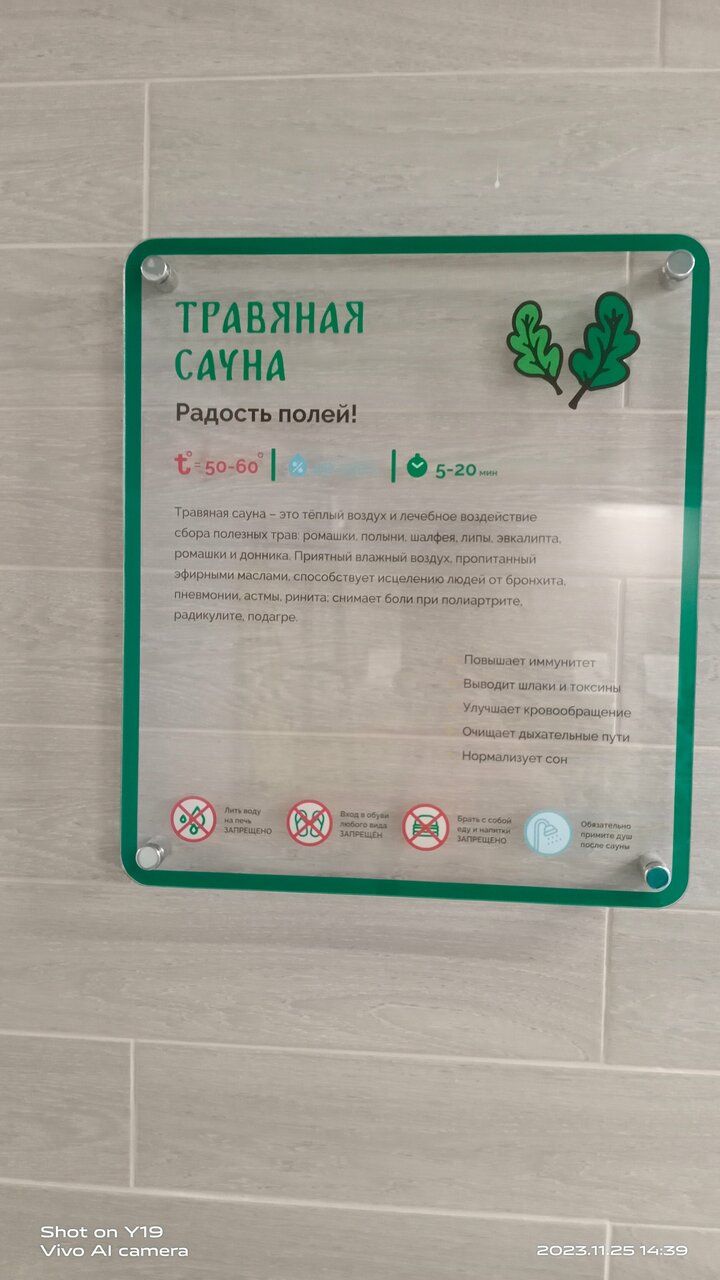 ТРАВЯНАЯ
САУНА
Радость полей!
t° = 50-60°
%
5-20 мин
Травяная сауна – это тёплый воздух и лечебное воздействие
сбора полезных трав: ромашки, полыни, шалфея, липы, эвкалипта,
ромашки и донника. Приятный влажный воздух, пропитанный
эфирными маслами, способствует исцелению людей от бронхита,
пневмонии, астмы, ринита; снимает боли при полиартрите,
радикулите, подагре.
Повышает иммунитет
Выводит шлаки и токсины
Улучшает кровообращение
Очищает дыхательные пути
Нормализует сон
Лить воду
на печь
ЗАПРЕЩЕНО
Вход в обуви
любого вида
ЗАПРЕЩЁН
Брать с собой
еду и напитки
ЗАПРЕЩЕНО
Обязательно
примите душ
после сауны
Shot on Y19
Vivo AI camera
2023.11.25 14:39